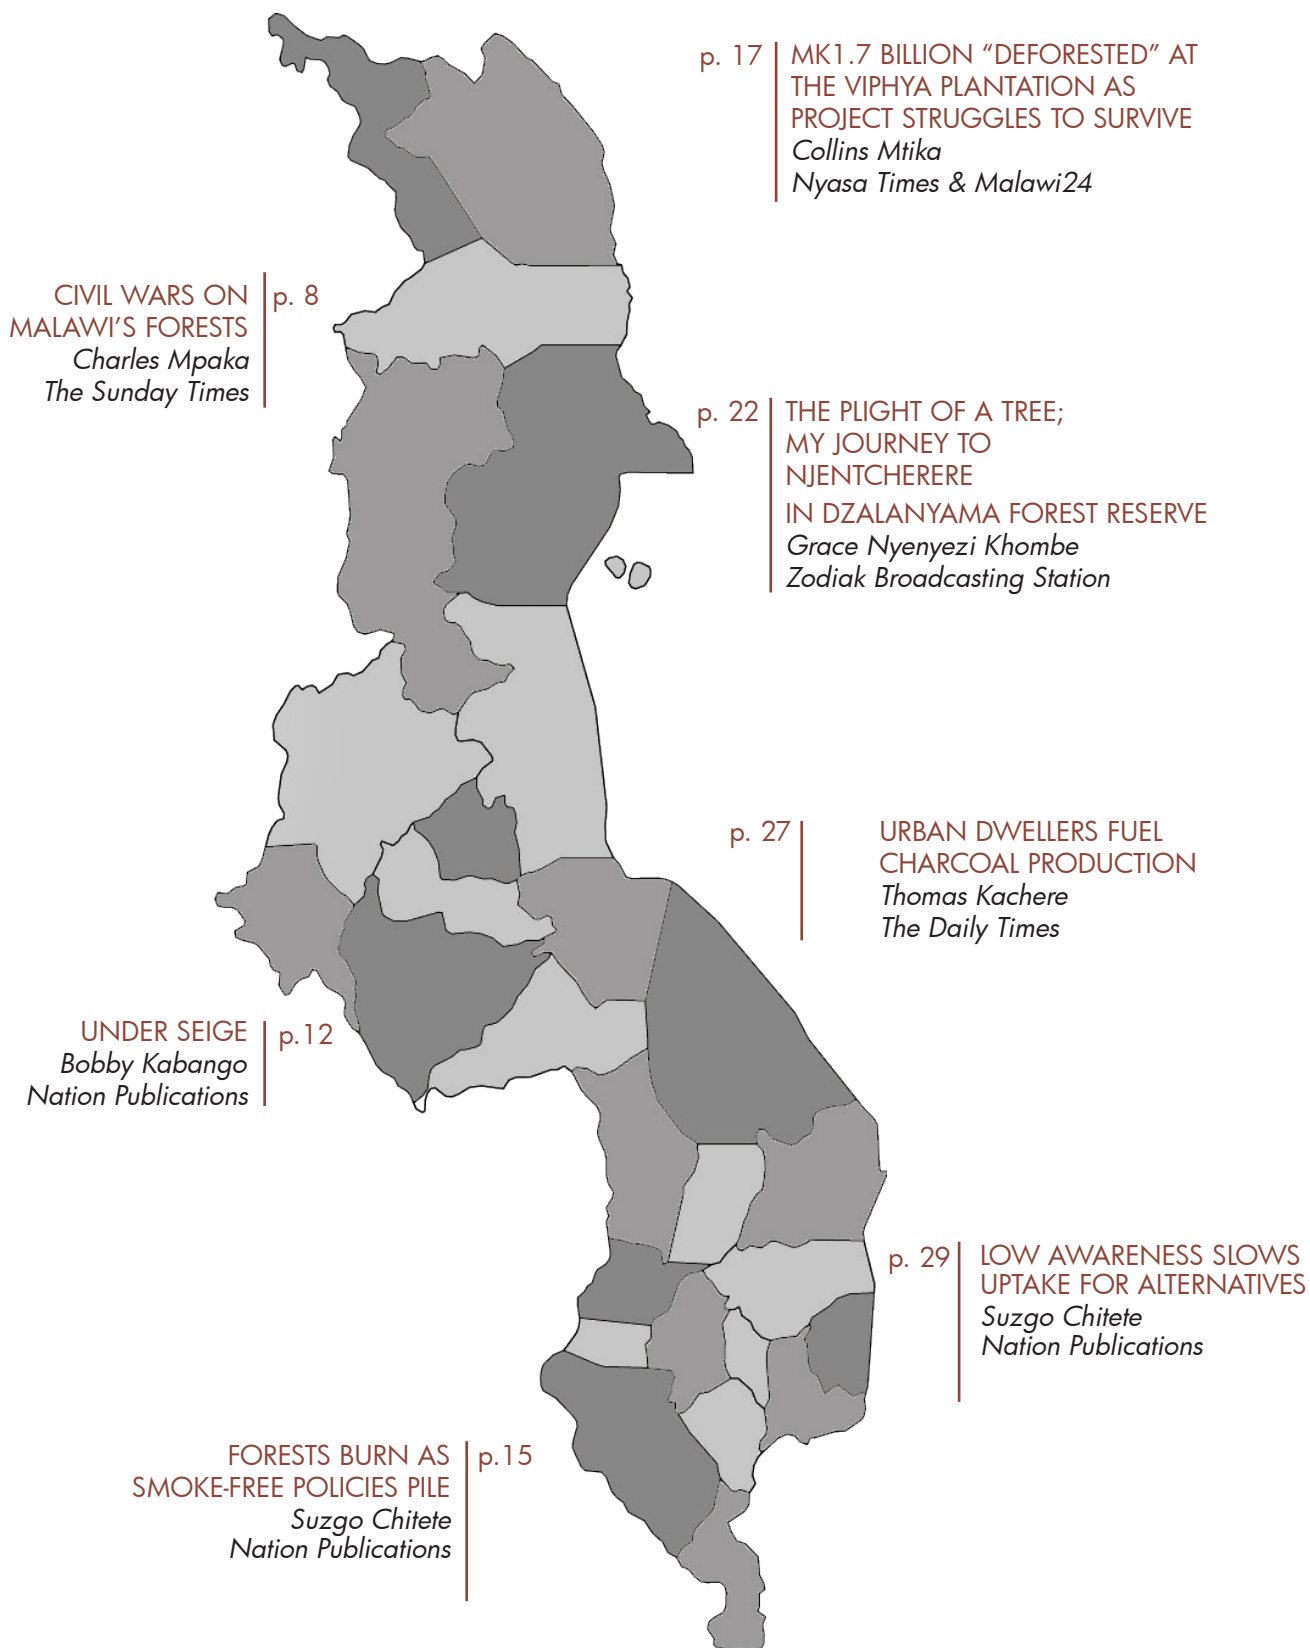 p. 17
MK1.7 BILLION “DEFORESTED” AT
THE VIPHYA PLANTATION AS
PROJECT STRUGGLES TO SURVIVE
Collins Mtika
Nyasa Times & Malawi24
CIVIL WARS ON
MALAWI’S FORESTS
Charles Mpaka
The Sunday Times
p. 8
p. 22
THE PLIGHT OF A TREE;
MY JOURNEY TO
NJENTCHERERE
IN DZALANYAMA FOREST RESERVE
Grace Nyenyezi Khombe
Zodiak Broadcasting Station
p. 27
URBAN DWELLERS FUEL
CHARCOAL PRODUCTION
Thomas Kachere
The Daily Times
UNDER SEIGE
Bobby Kabango
Nation Publications
p.12
p. 29
LOW AWARENESS SLOWS
UPTAKE FOR ALTERNATIVES
Suzgo Chitete
Nation Publications
FORESTS BURN AS
SMOKE-FREE POLICIES PILE
Suzgo Chitete
Nation Publications
p.15